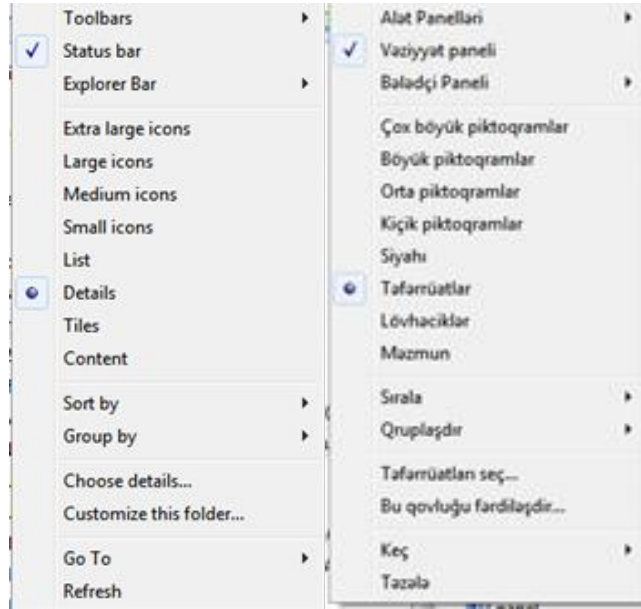 Toolbars
Status bar
Explorer Bar
Extra large icons
Large icons
Medium icons
Small icons
List
Details
Tiles
Content
Sort by
Group by
Choose details...
Customize this folder...
Go To
Refresh
Alət Panelləri
Vəziyyət paneli
Bələdçi Paneli
Çox böyük piktoqramlar
Böyük piktoqramlar
Orta piktoqramlar
Kiçik piktoqramlar
Siyahı
Təfərrüatlar
Lövhəciklər
Məzmun
Sırala
Qruplaşdır
Təfərrüatları seç...
Bu qovluğu fərdiləşdir...
Keç
Təzələ